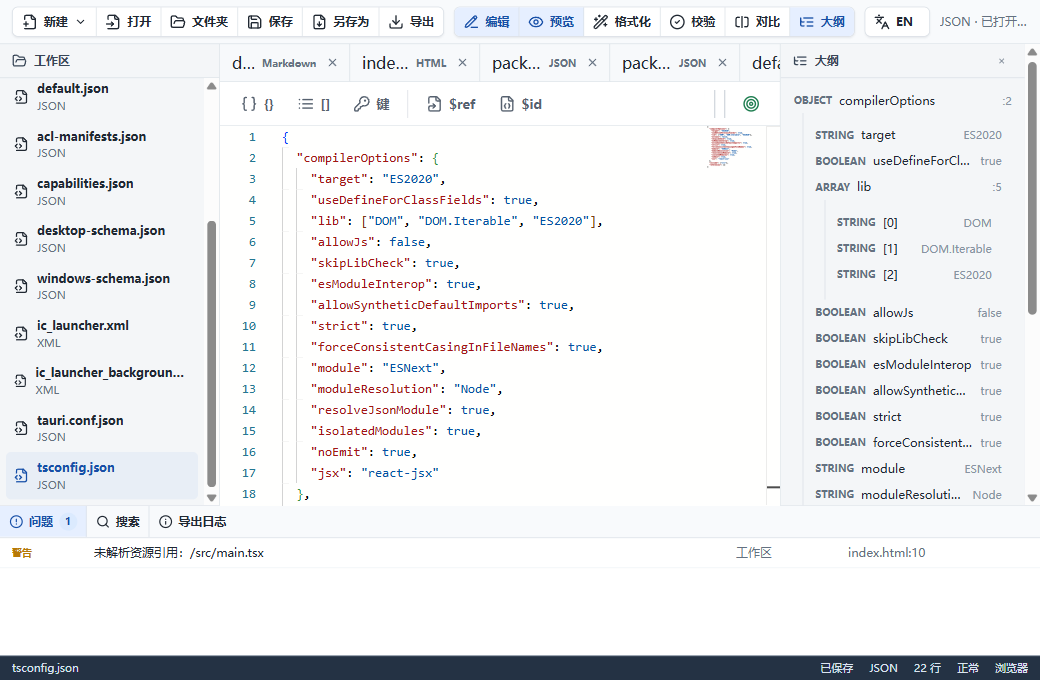 新建 打开 文件夹 保存 另存为 导出 编辑 预览 格式化 校验 对比 大纲 EN JSON · 已打开...
工作区
default.json
JSON
acl-manifests.json
JSON
capabilities.json
JSON
desktop-schema.json
JSON
windows-schema.json
JSON
ic_launcher.xml
XML
ic_launcher_backgroun...
XML
tauri.conf.json
JSON
tsconfig.json
JSON
d... Markdown × inde... HTML × pack... JSON × pack... JSON × defa
{} {} [] 键 $ref $id
1 {
2 "compilerOptions": {
3 "target": "ES2020",
4 "useDefineForClassFields": true,
5 "lib": ["DOM", "DOM.Iterable", "ES2020"],
6 "allowJs": false,
7 "skipLibCheck": true,
8 "esModuleInterop": true,
9 "allowSyntheticDefaultImports": true,
10 "strict": true,
11 "forceConsistentCasingInFileNames": true,
12 "module": "ESNext",
13 "moduleResolution": "Node",
14 "resolveJsonModule": true,
15 "isolatedModules": true,
16 "noEmit": true,
17 "jsx": "react-jsx"
18 },
大纲 ×
OBJECT compilerOptions :2
STRING target ES2020
BOOLEAN useDefineForCl... true
ARRAY lib :5
STRING [0] DOM
STRING [1] DOM.Iterable
STRING [2] ES2020
BOOLEAN allowJs false
BOOLEAN skipLibCheck true
BOOLEAN esModuleInterop true
BOOLEAN allowSynthetic... true
BOOLEAN strict true
BOOLEAN forceConsistent... true
STRING module ESNext
STRING moduleResoluti... Node
问题 1 搜索 导出日志
警告 未解析资源引用：/src/main.tsx 工作区 index.html:10
tsconfig.json 已保存 JSON 22 行 正常 浏览器